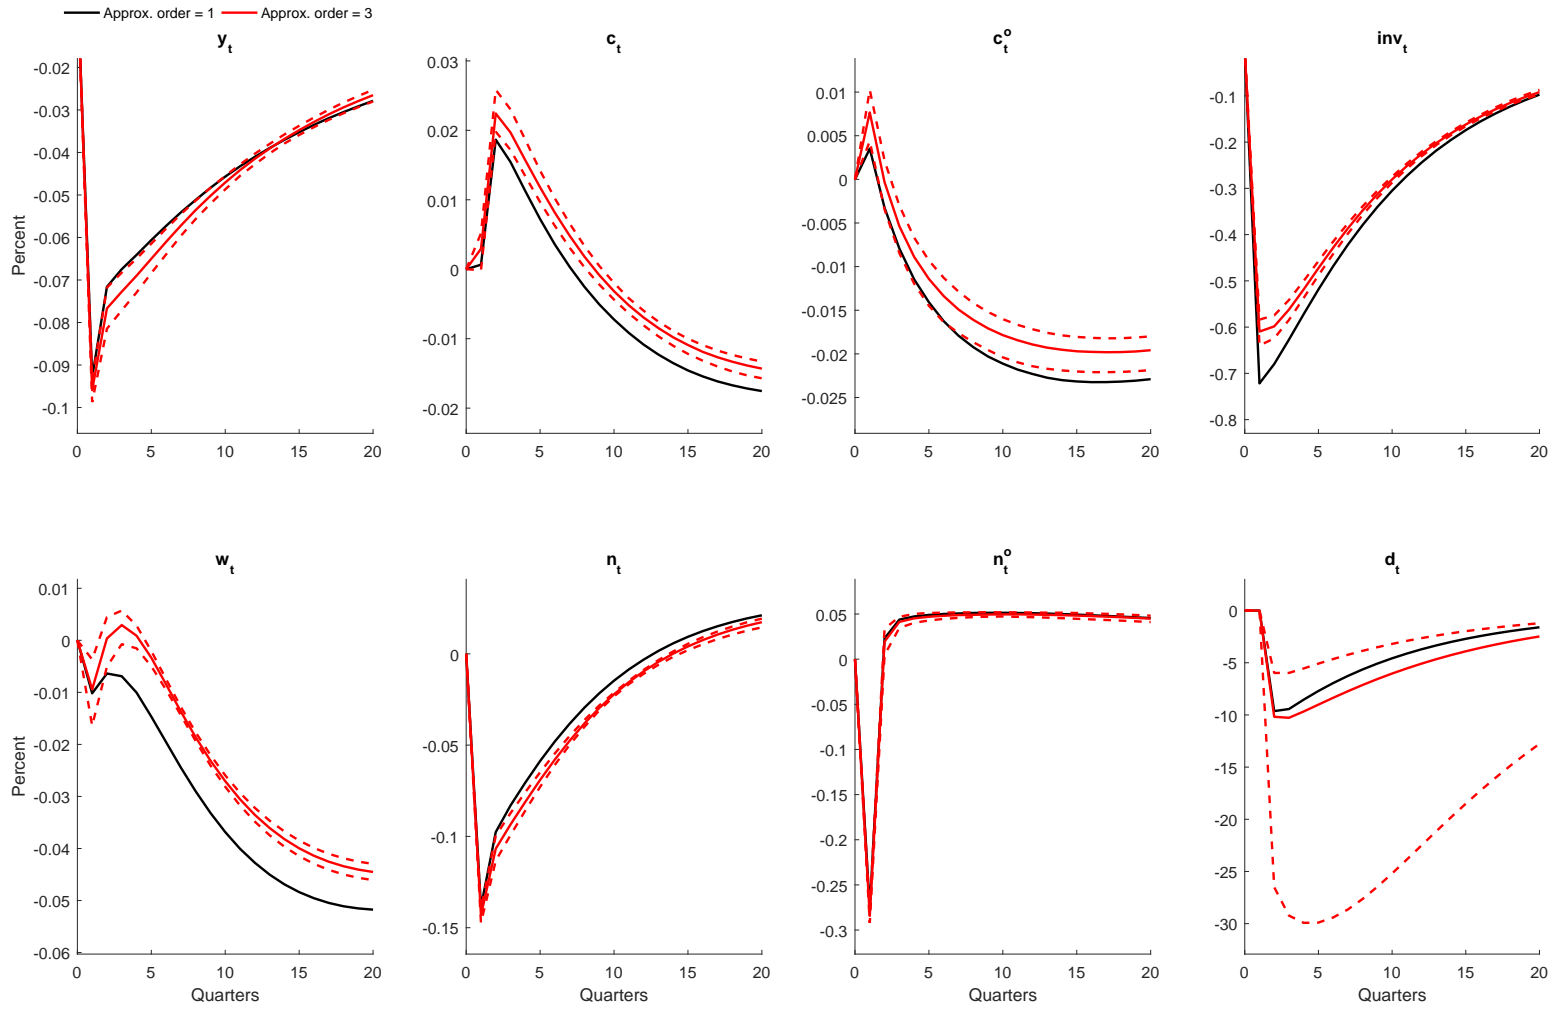 Approx. order = 1 Approx. order = 3
y_t c_t c_t^o inv_t
-0.02 0.03 0.01 -0.1
-0.03 0.02 0.005 -0.2
-0.04 0.01 0 -0.3
-0.05 0 -0.005 -0.4
-0.06 -0.01 -0.01 -0.5
-0.07 -0.02 -0.015 -0.6
-0.08 -0.02 -0.7
-0.09 -0.025 -0.8
-0.1
Percent
0 5 10 15 20 0 5 10 15 20 0 5 10 15 20 0 5 10 15 20
w_t n_t n_t^o d_t
0.01 0 0.05 0
0 -0.05 0 -5
-0.01 -0.1 -0.05 -10
-0.02 -0.15 -0.1 -15
-0.03 -0.15 -20
-0.04 -0.2 -25
-0.05 -0.25 -30
-0.06 -0.3
Percent
0 5 10 15 20 0 5 10 15 20 0 5 10 15 20 0 5 10 15 20
Quarters Quarters Quarters Quarters